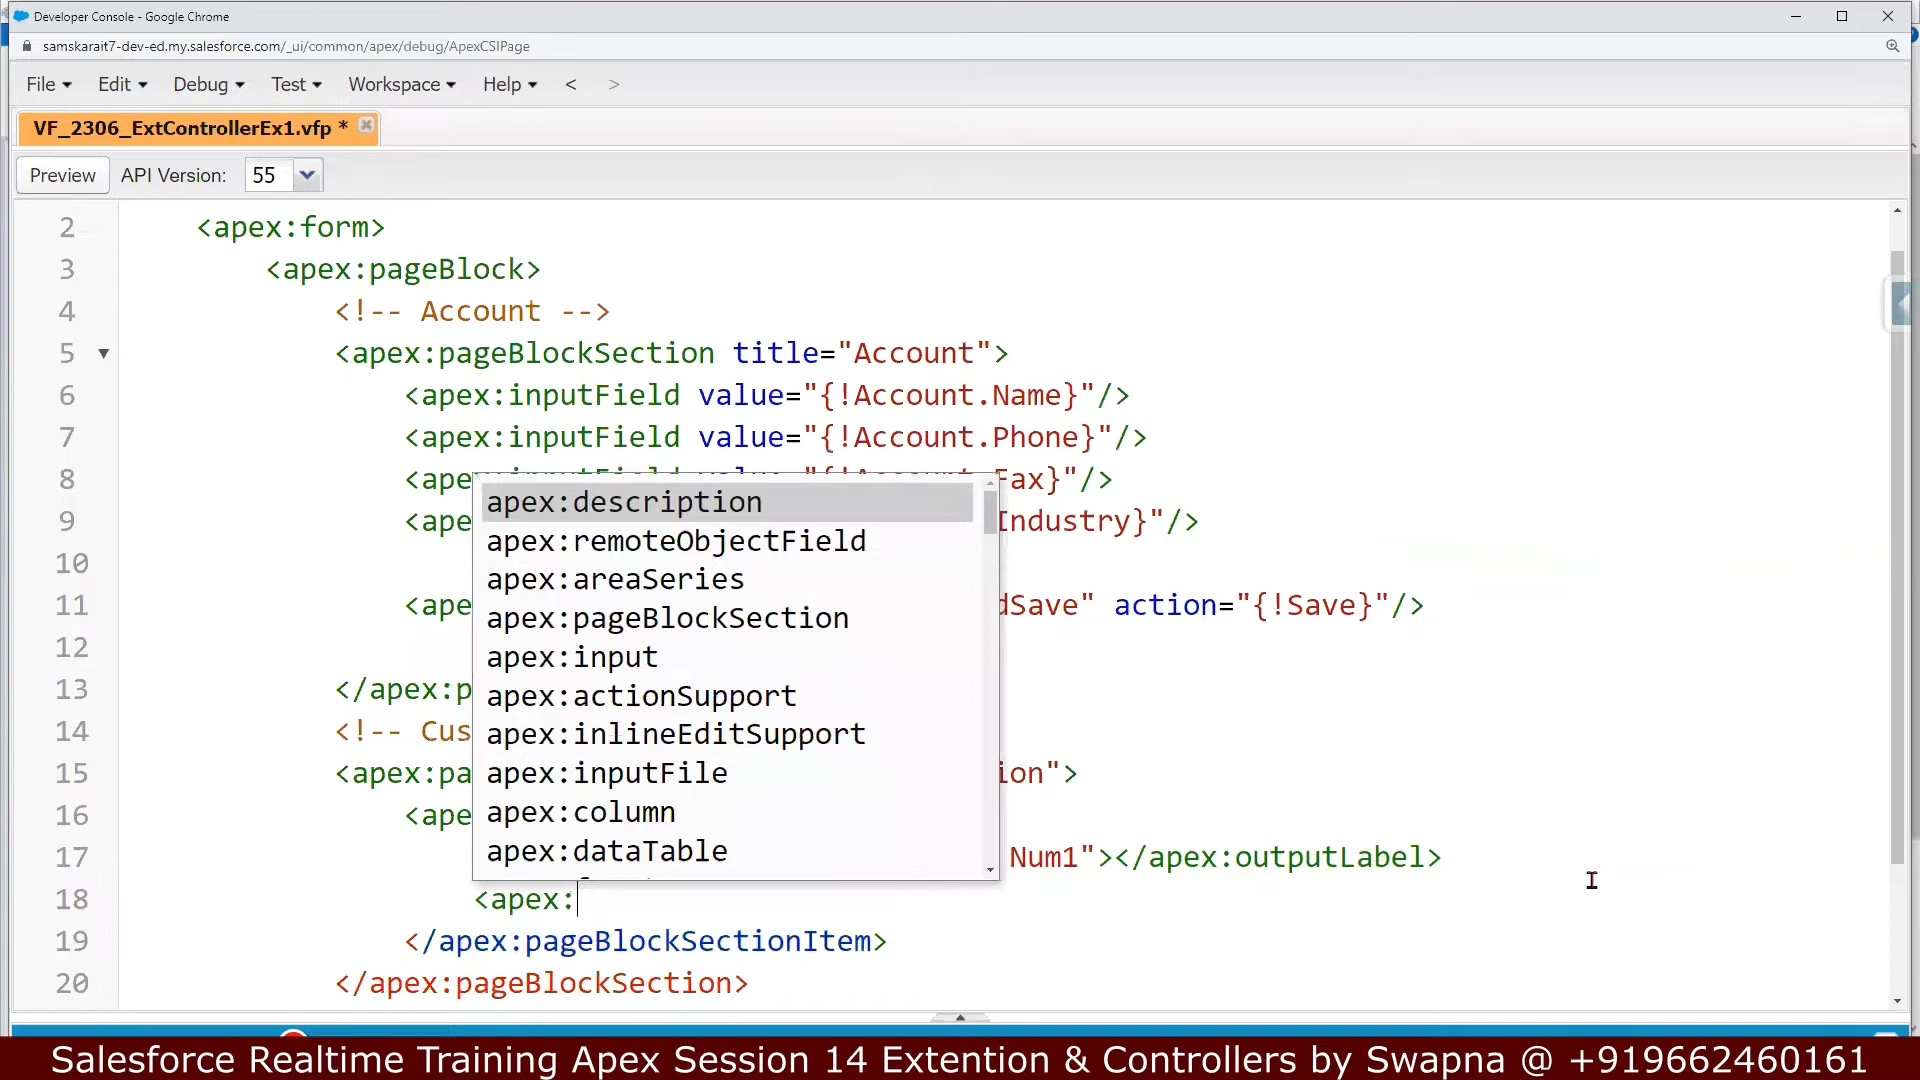 Developer Console - Google Chrome
samskarait7-dev-ed.my.salesforce.com/_ui/common/apex/debug/ApexCSIPage
File Edit Debug Test Workspace Help < >
VF_2306_ExtControllerEx1.vfp *
Preview API Version: 55
2 <apex:form>
3 <apex:pageBlock>
4 <!-- Account -->
5 <apex:pageBlockSection title="Account">
6 <apex:inputField value="{!Account.Name}"/>
7 <apex:inputField value="{!Account.Phone}"/>
8 <ape Fax}"/>
9 <ape Industry}"/>
10
11 <ape dSave" action="{!Save}"/>
12
13 </apex:p
14 <!-- Cus
15 <apex:pa ion">
16 <ape
17 Num1"></apex:outputLabel>
18 <apex:
19 </apex:pageBlockSectionItem>
20 </apex:pageBlockSection>
apex:description
apex:remoteObjectField
apex:areaSeries
apex:pageBlockSection
apex:input
apex:actionSupport
apex:inlineEditSupport
apex:inputFile
apex:column
apex:dataTable
Salesforce Realtime Training Apex Session 14 Extention & Controllers by Swapna @ +919662460161